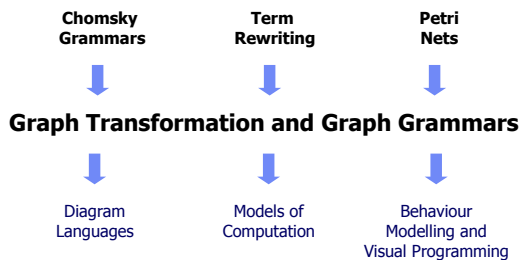 Chomsky
Grammars
Term
Rewriting
Petri
Nets
Graph Transformation and Graph Grammars
Diagram
Languages
Models of
Computation
Behaviour
Modelling and
Visual Programming